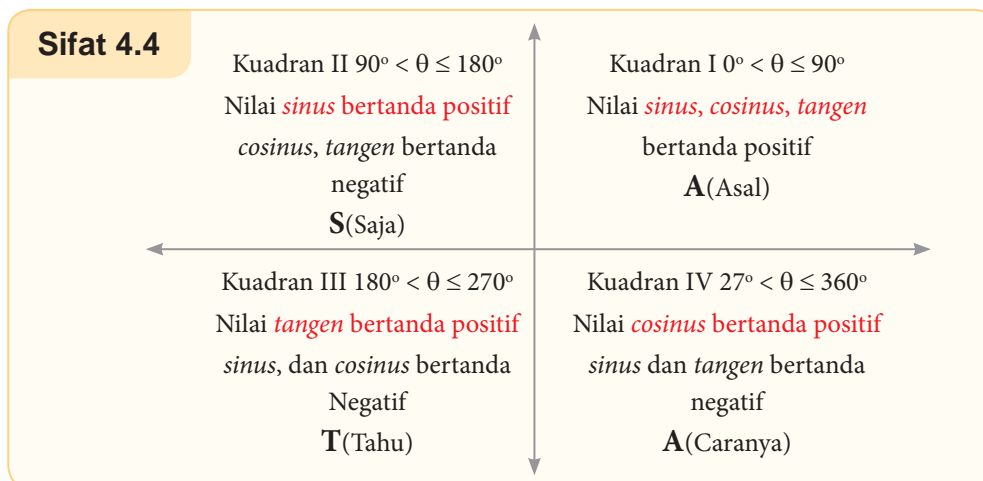 Sifat 4.4
Kuadran II 90° < θ ≤ 180°
Nilai sinus bertanda positif
cosinus, tangen bertanda
negatif
S(Saja)
Kuadran I 0° < θ ≤ 90°
Nilai sinus, cosinus, tangen
bertanda positif
A(Asal)
Kuadran III 180° < θ ≤ 270°
Nilai tangen bertanda positif
sinus, dan cosinus bertanda
Negatif
T(Tahu)
Kuadran IV 27° < θ ≤ 360°
Nilai cosinus bertanda positif
sinus dan tangen bertanda
negatif
A(Caranya)